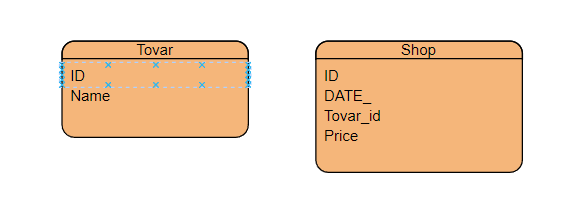 Tovar
ID
Name
Shop
ID
DATE_
Tovar_id
Price